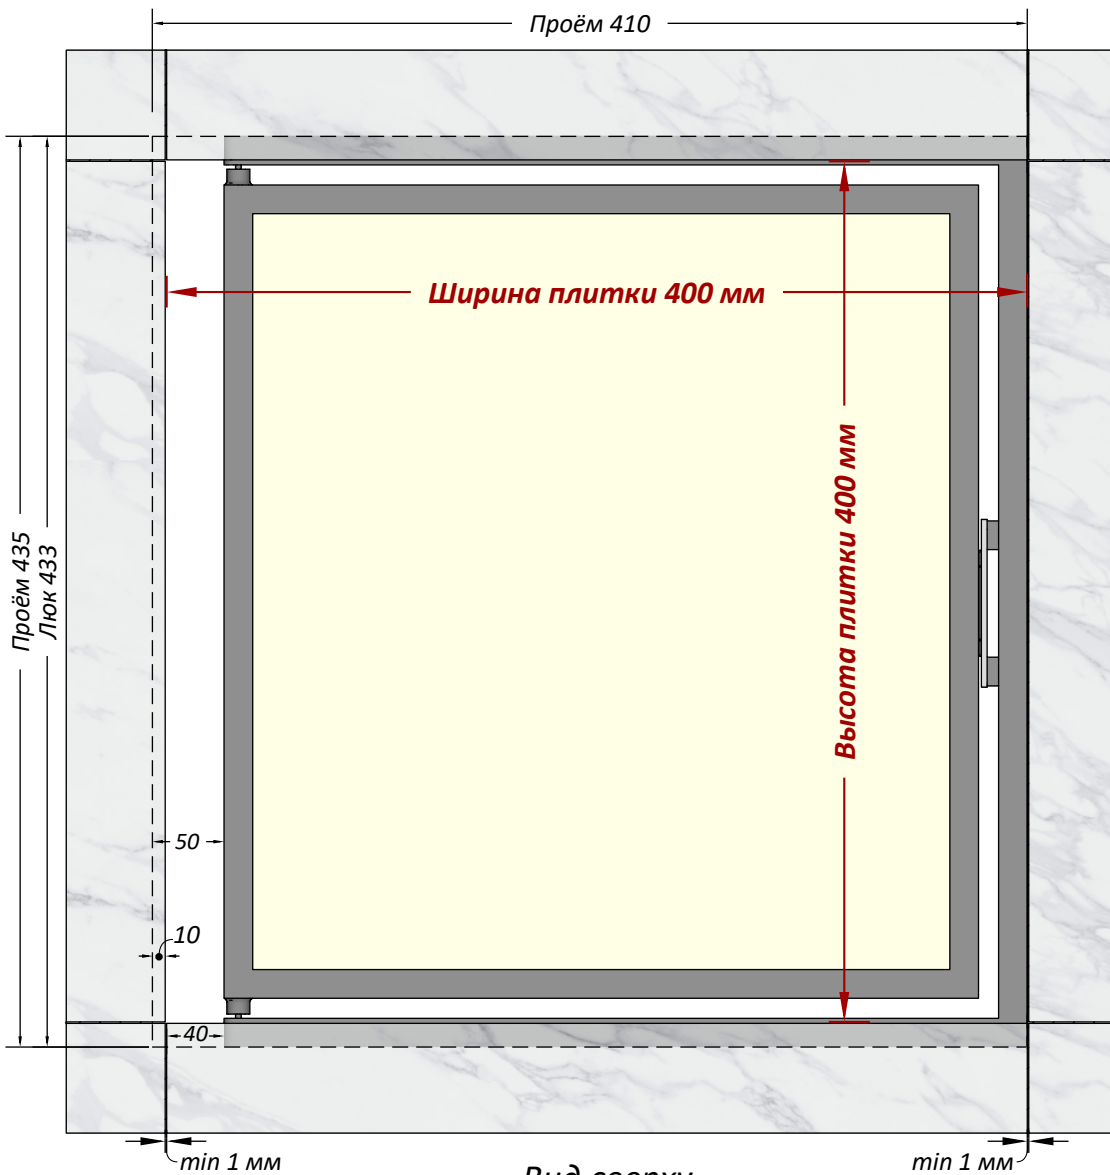 Проём 410
Ширина плитки 400 мм
Высота плитки 400 мм
Проём 435
Люк 433
50
10
40
min 1 мм
min 1 мм